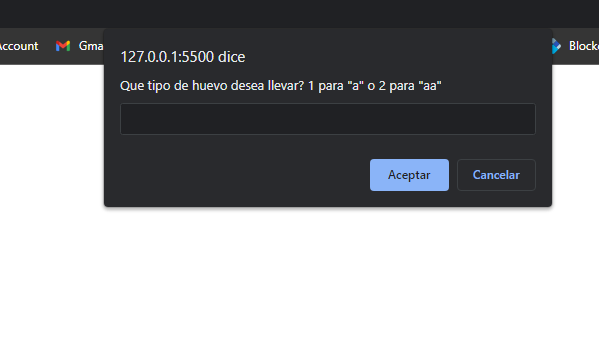 127.0.0.1:5500 dice
ccount Gma Blocke
Que tipo de huevo desea llevar? 1 para "a" o 2 para "aa"
Aceptar Cancelar